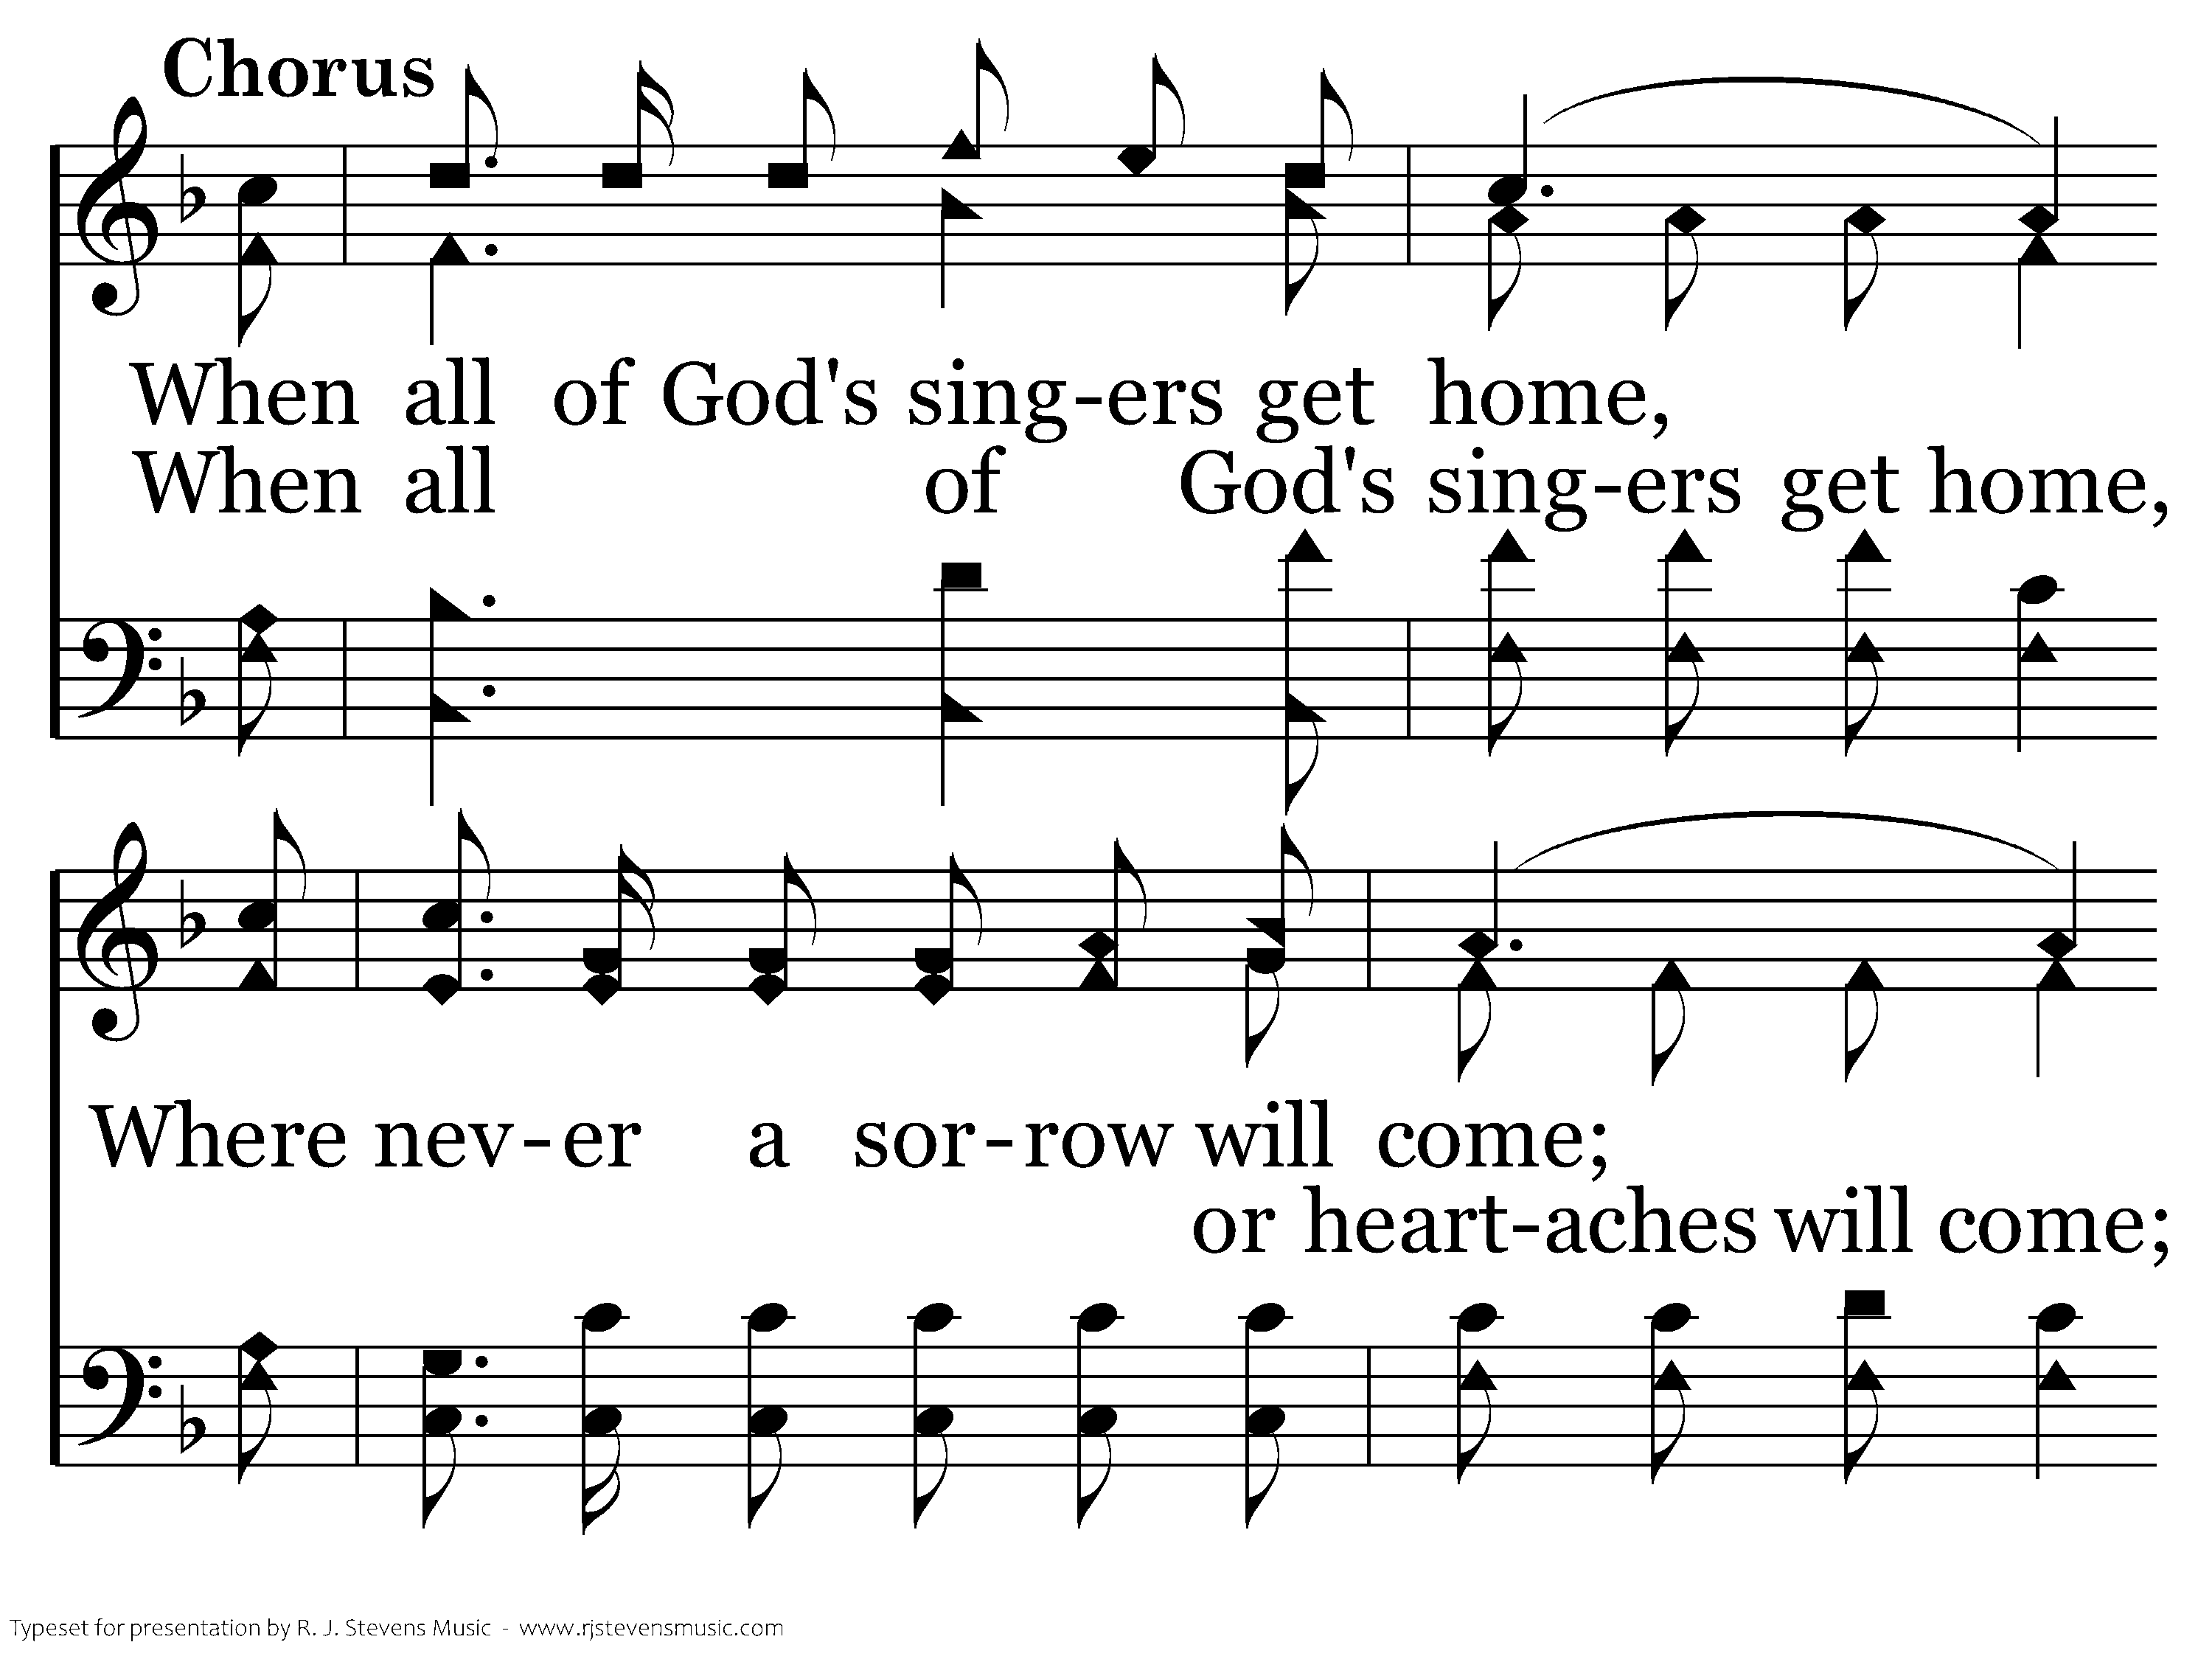 Chorus
When all of God's sing-ers get home,
When all of God's sing-ers get home,
Where nev-er a sor-row will come;
or heart-aches will come;
Typeset for presentation by R. J. Stevens Music - www.rjstevensmusic.com